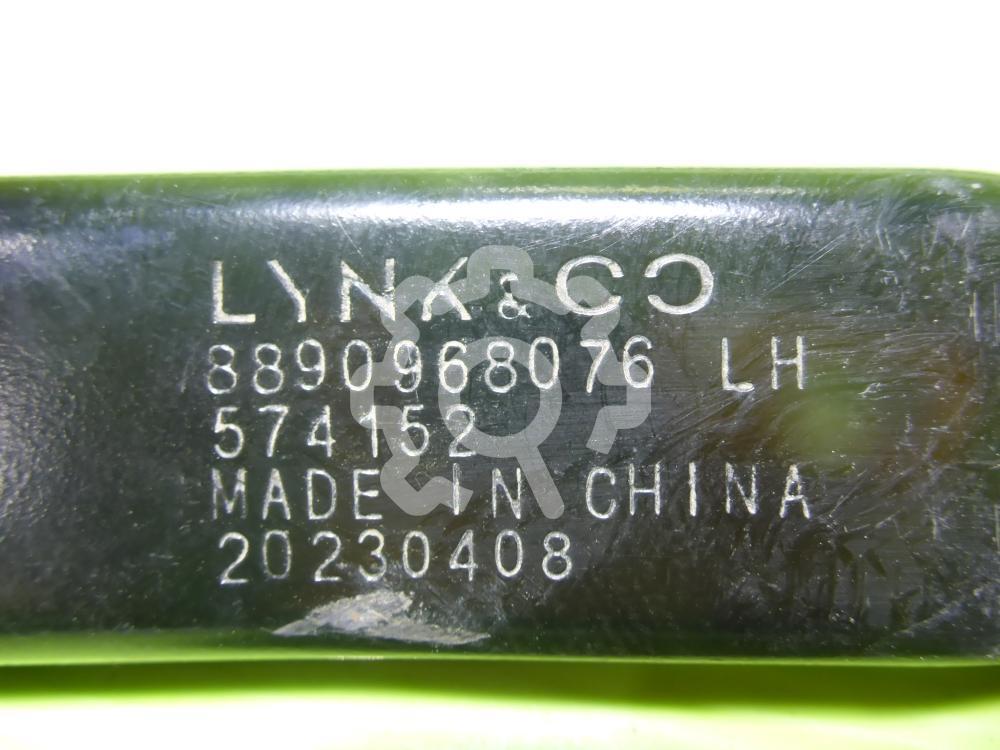 LYNK & CO
8890968076 LH
574152
MADE IN CHINA
20230408